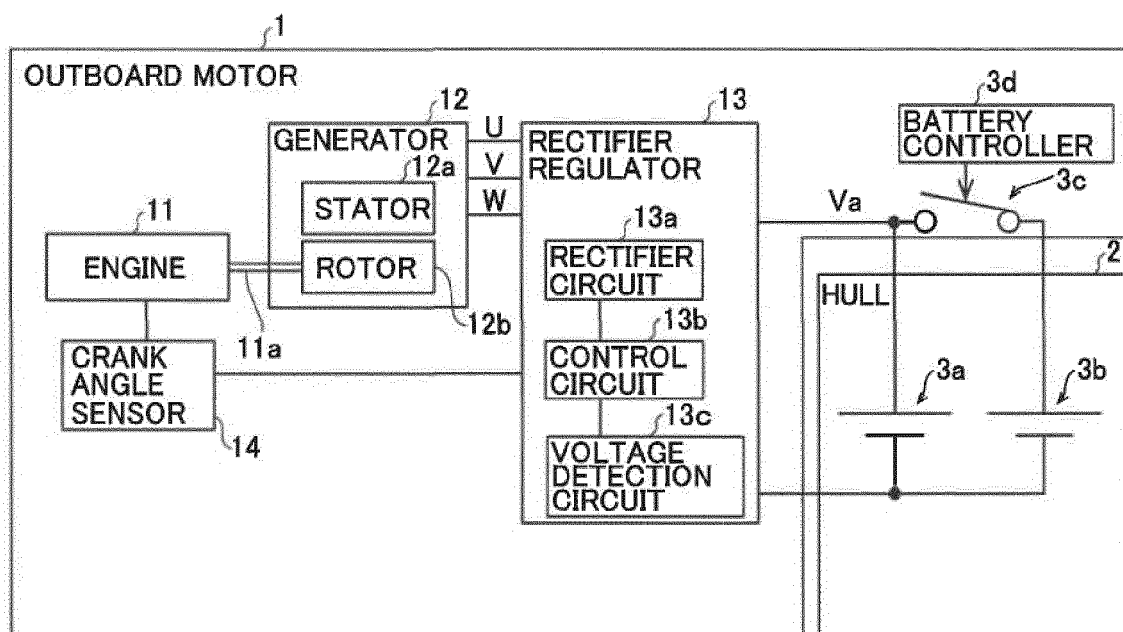 1
OUTBOARD MOTOR
12
GENERATOR
12a
STATOR
ROTOR
12b
U
V
W
13
RECTIFIER
REGULATOR
13a
RECTIFIER
CIRCUIT
13b
CONTROL
CIRCUIT
13c
VOLTAGE
DETECTION
CIRCUIT
11
ENGINE
11a
CRANK
ANGLE
SENSOR
14
3d
BATTERY
CONTROLLER
3c
Va
2
HULL
3a
3b